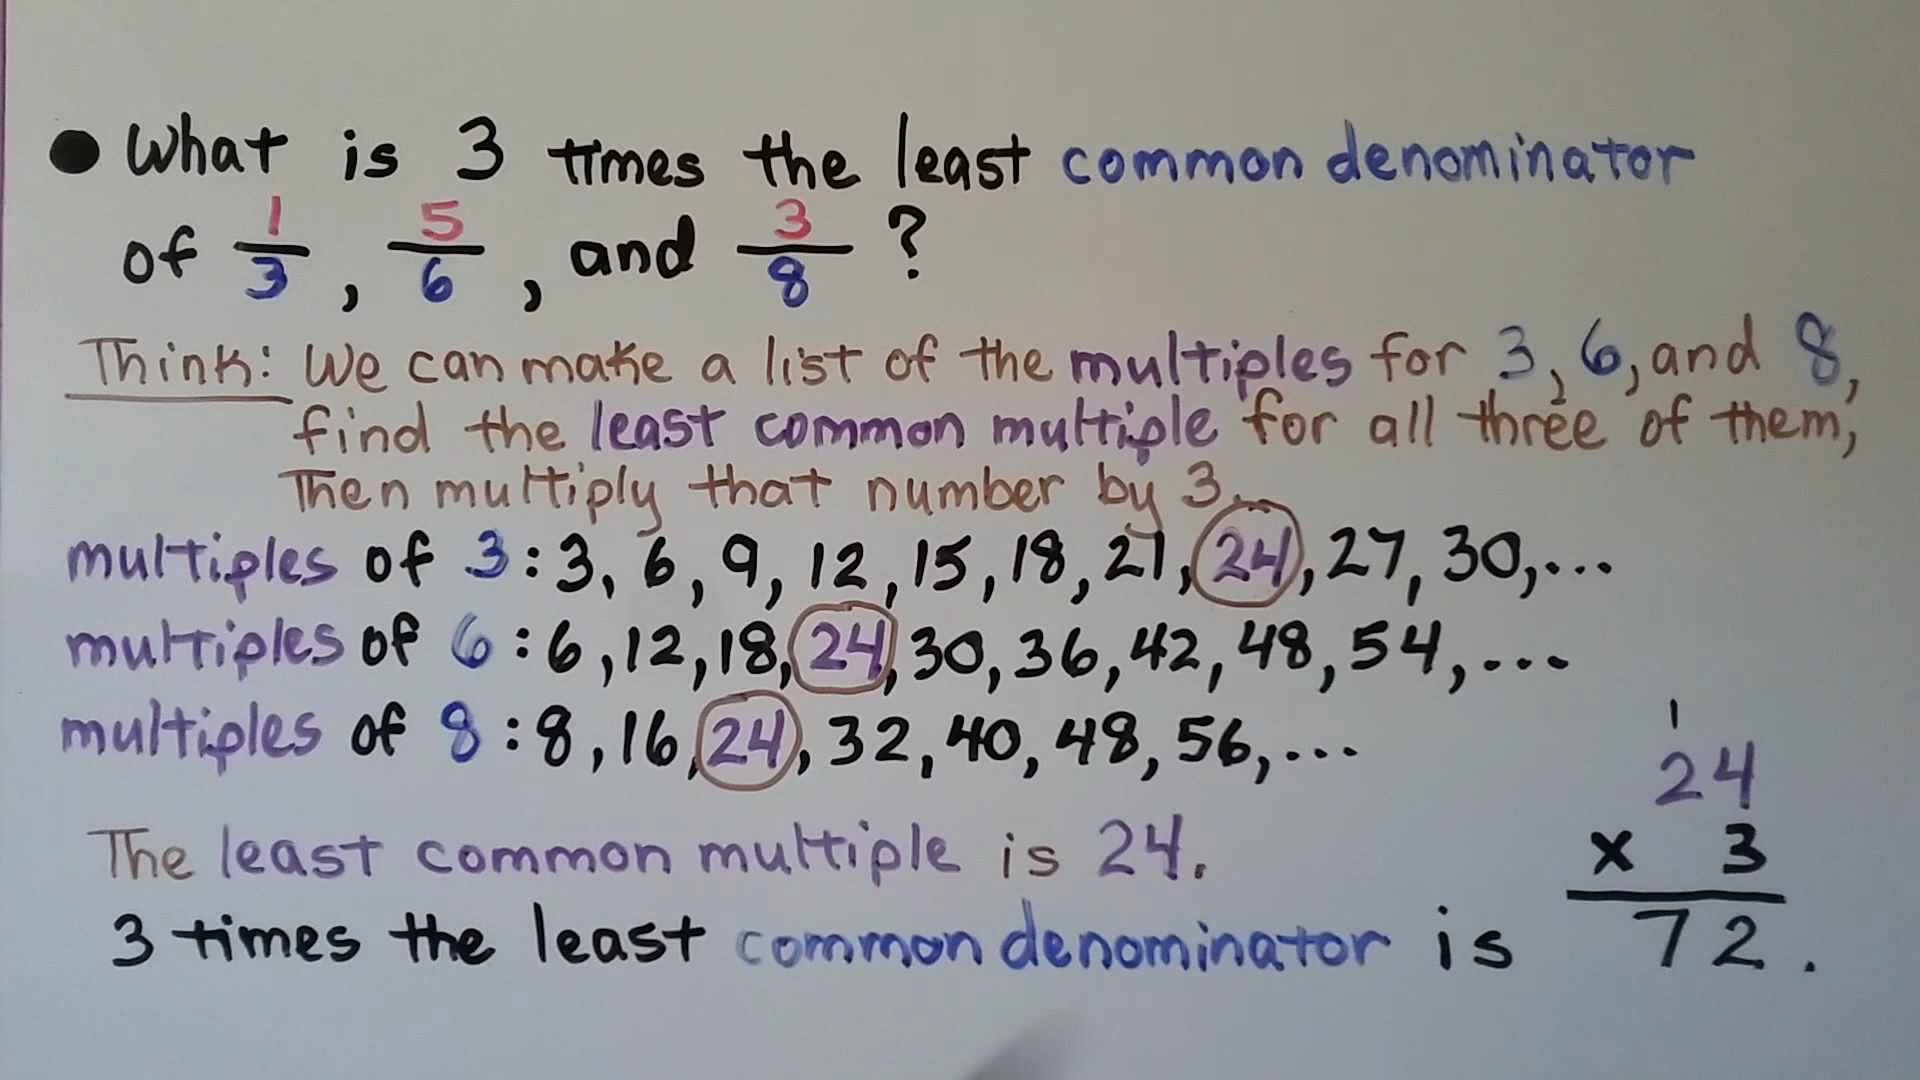 ● What is 3 times the least common denominator
of 1/3, 5/6, and 3/8?
Think: We can make a list of the multiples for 3, 6, and 8,
find the least common multiple for all three of them,
Then multiply that number by 3.
multiples of 3: 3, 6, 9, 12, 15, 18, 21, 24, 27, 30,...
multiples of 6: 6, 12, 18, 24, 30, 36, 42, 48, 54,...
multiples of 8: 8, 16, 24, 32, 40, 48, 56,...
The least common multiple is 24.
1
24
x 3
3 times the least common denominator is 72.